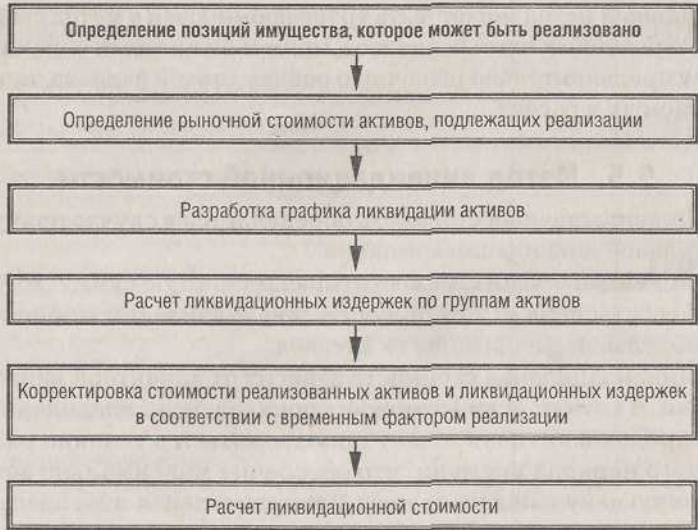 Определение позиций имущества, которое может быть реализовано
Определение рыночной стоимости активов, подлежащих реализации
Разработка графика ликвидации активов
Расчет ликвидационных издержек по группам активов
Корректировка стоимости реализованных активов и ликвидационных издержек
в соответствии с временным фактором реализации
Расчет ликвидационной стоимости